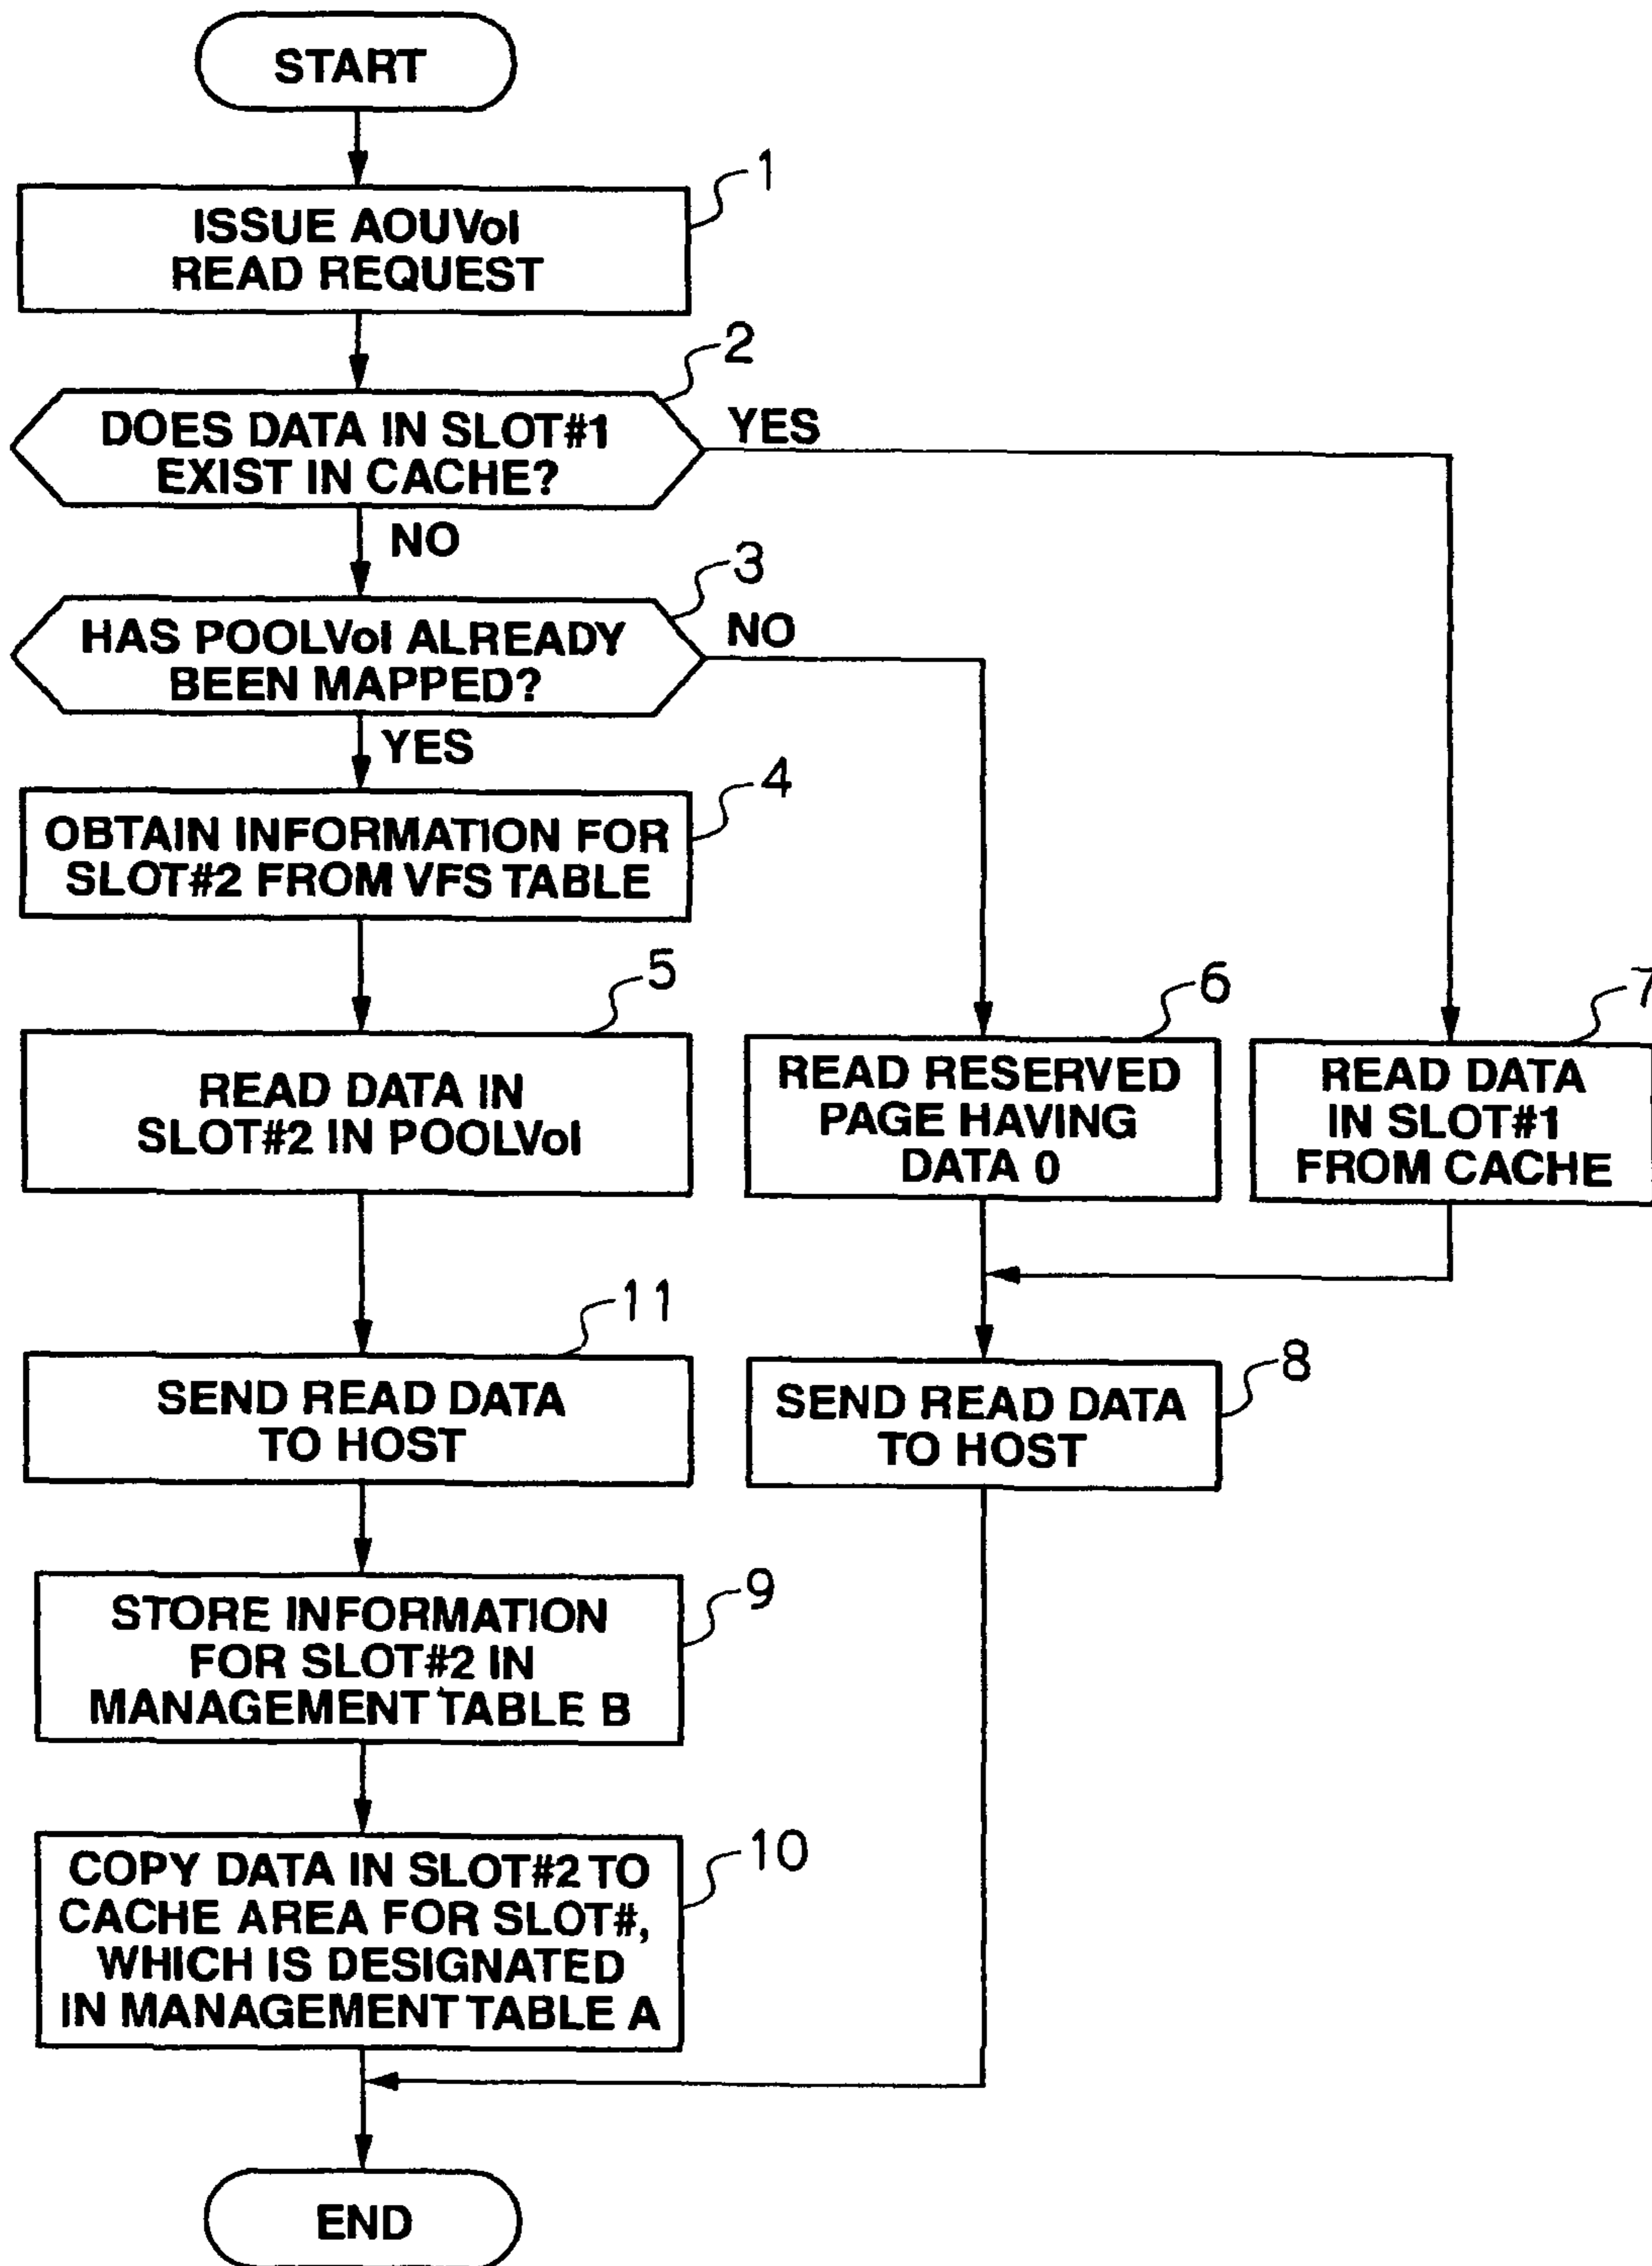 START
1
ISSUE AOUVol
READ REQUEST
2
DOES DATA IN SLOT#1
EXIST IN CACHE?
YES
NO
3
HAS POOLVol ALREADY
BEEN MAPPED?
NO
YES
4
OBTAIN INFORMATION FOR
SLOT#2 FROM VFS TABLE
5
READ DATA IN
SLOT#2 IN POOLVol
6
READ RESERVED
PAGE HAVING
DATA 0
7
READ DATA
IN SLOT#1
FROM CACHE
11
SEND READ DATA
TO HOST
8
SEND READ DATA
TO HOST
9
STORE INFORMATION
FOR SLOT#2 IN
MANAGEMENT TABLE B
10
COPY DATA IN SLOT#2 TO
CACHE AREA FOR SLOT#,
WHICH IS DESIGNATED
IN MANAGEMENT TABLE A
END